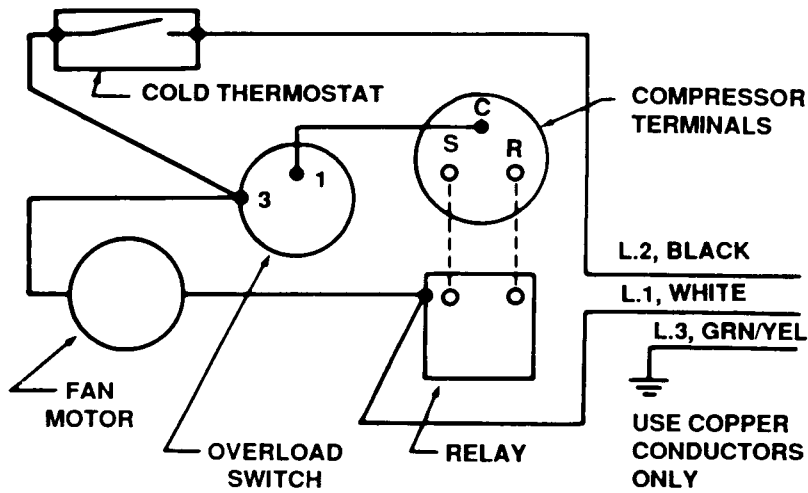 COLD THERMOSTAT
COMPRESSOR
TERMINALS
C
S
R
1
3
L.2, BLACK
L.1, WHITE
L.3, GRN/YEL
FAN
MOTOR
OVERLOAD
SWITCH
RELAY
USE COPPER
CONDUCTORS
ONLY